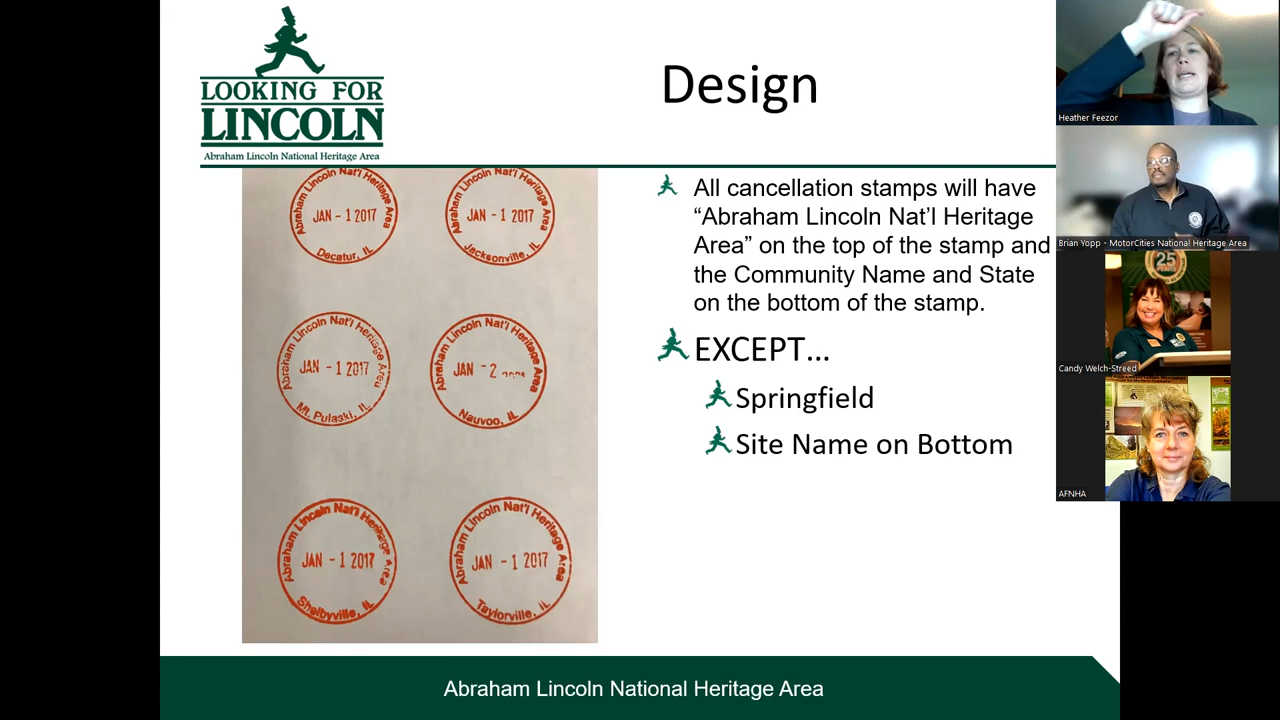 LOOKING FOR
LINCOLN
Abraham Lincoln National Heritage Area
Design
Abraham Lincoln Nat'l Heritage Area
JAN - 1 2017
Decatur, IL
Abraham Lincoln Nat'l Heritage Area
JAN - 1 2017
Jacksonville, IL
Abraham Lincoln Nat'l Heritage Area
JAN - 1 2017
Mt. Pulaski, IL
Abraham Lincoln Nat'l Heritage Area
JAN - 2
Nauvoo, IL
Abraham Lincoln Nat'l Heritage Area
JAN - 1 2017
Shelbyville, IL
Abraham Lincoln Nat'l Heritage Area
JAN - 1 2017
Taylorville, IL
All cancellation stamps will have
“Abraham Lincoln Nat’l Heritage
Area” on the top of the stamp and
the Community Name and State
on the bottom of the stamp.
EXCEPT...
Springfield
Site Name on Bottom
Abraham Lincoln National Heritage Area
Heather Feezor
Brian Yopp - MotorCities National Heritage Area
25
Candy Welch-Streed
AFNHA